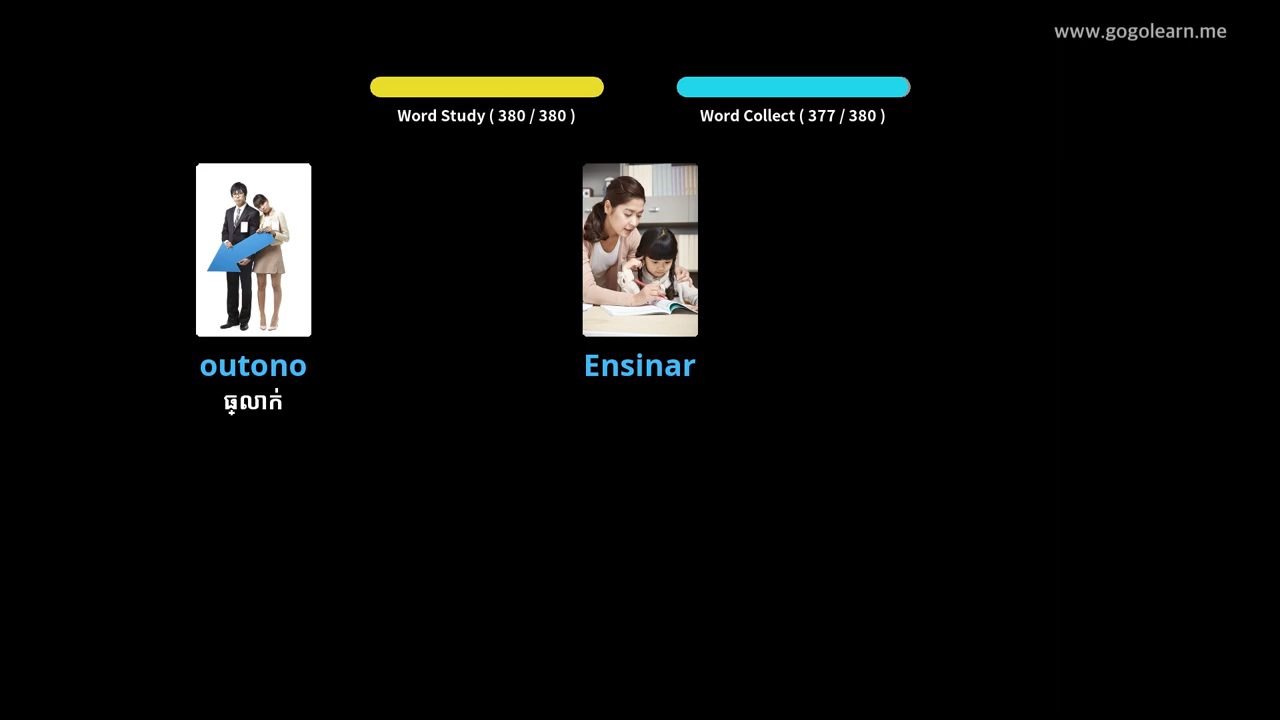 www.gogolearn.me
Word Study ( 380 / 380 )
Word Collect ( 377 / 380 )
outono
ធ្លាក់
Ensinar